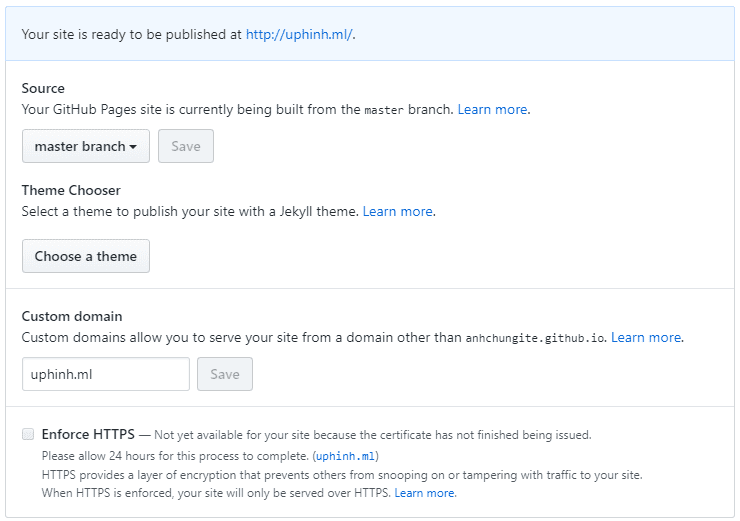 Your site is ready to be published at http://uphinh.ml/.
Source
Your GitHub Pages site is currently being built from the master branch. Learn more.
master branch Save
Theme Chooser
Select a theme to publish your site with a Jekyll theme. Learn more.
Choose a theme
Custom domain
Custom domains allow you to serve your site from a domain other than anhchungite.github.io. Learn more.
uphinh.ml Save
Enforce HTTPS — Not yet available for your site because the certificate has not finished being issued.
Please allow 24 hours for this process to complete. (uphinh.ml)
HTTPS provides a layer of encryption that prevents others from snooping on or tampering with traffic to your site.
When HTTPS is enforced, your site will only be served over HTTPS. Learn more.